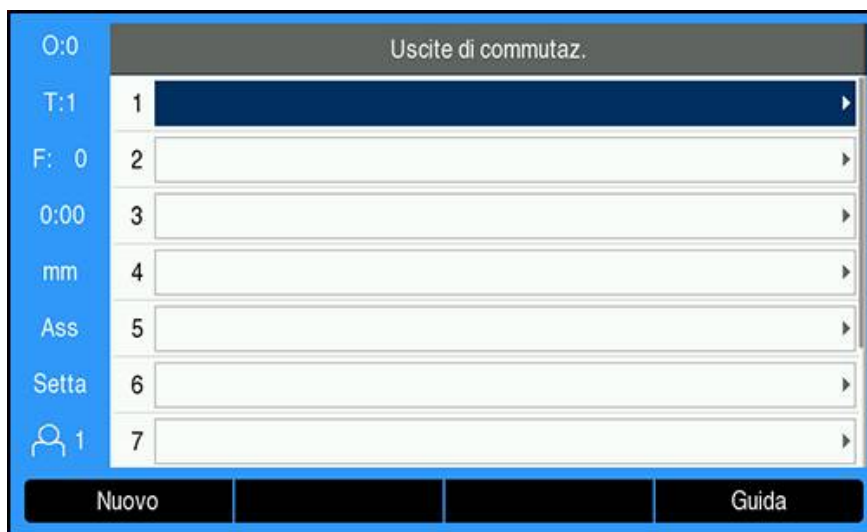 O:0
Uscite di commutaz.
T:1
1
F: 0
2
0:00
3
mm
4
Ass
5
Setta
6
1
7
Nuovo
Guida